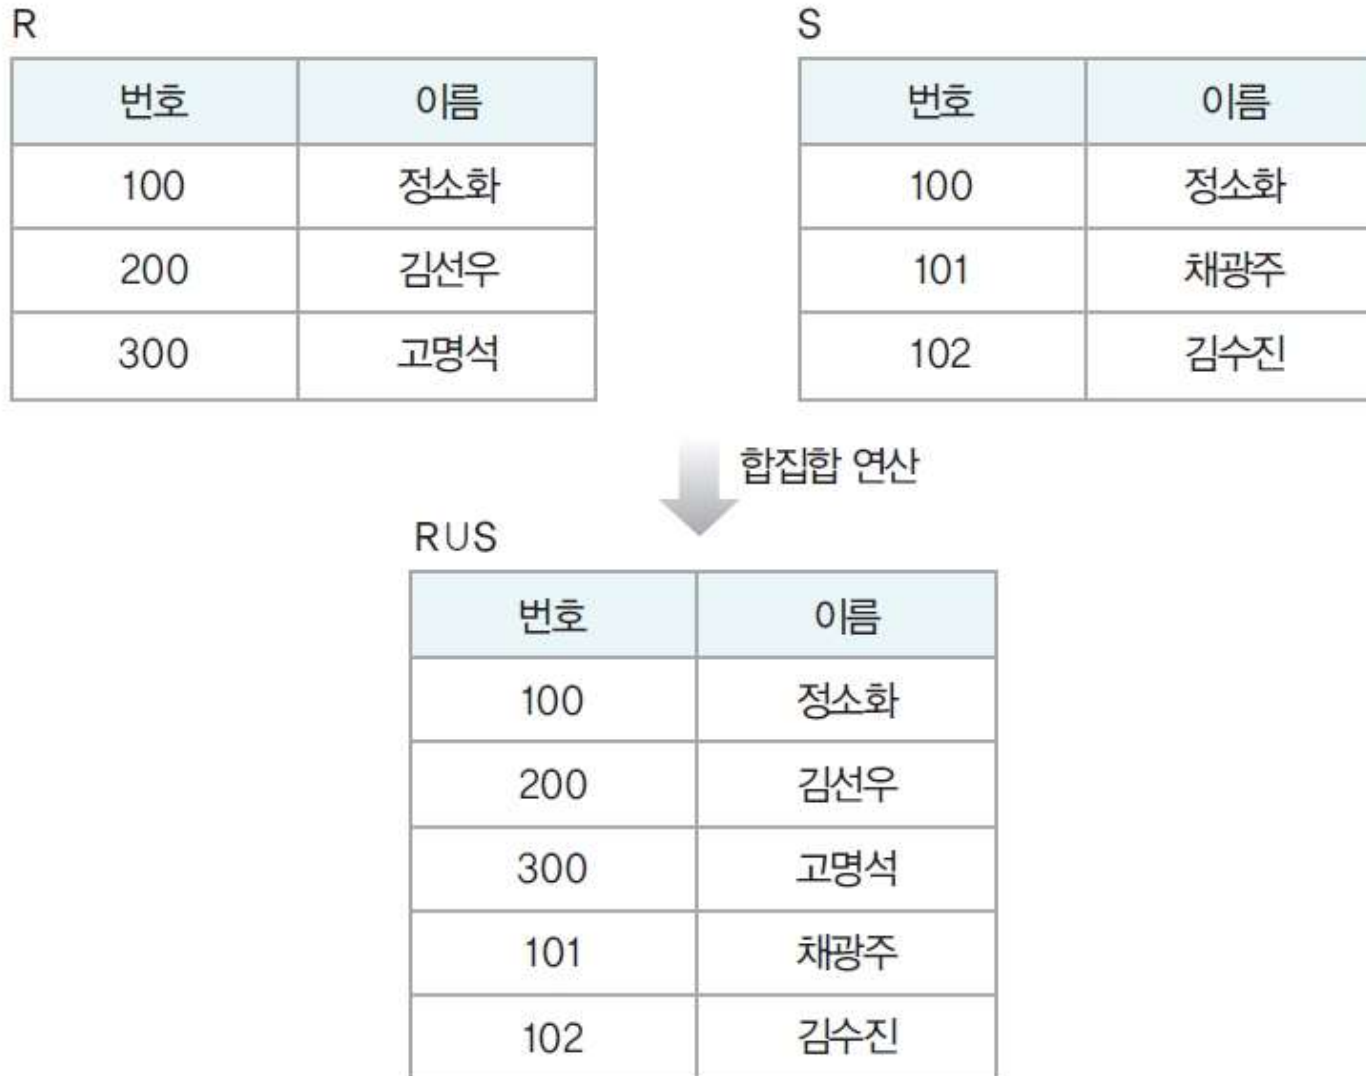 R
번호 이름
100 정소화
200 김선우
300 고명석
S
번호 이름
100 정소화
101 채광주
102 김수진
합집합 연산
R∪S
번호 이름
100 정소화
200 김선우
300 고명석
101 채광주
102 김수진